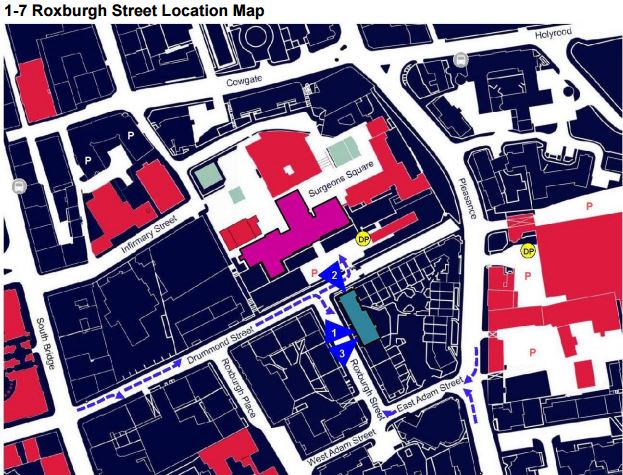 1-7 Roxburgh Street Location Map
Holyrood
Cowgate
P
P
Surgeons Square
Pleasance
P
Infirmary Street
DP
DP
P
2
P
South Bridge
Drummond Street
1
3
P
Roxburgh Place
Roxburgh Street
East Adam Street
West Adam Street